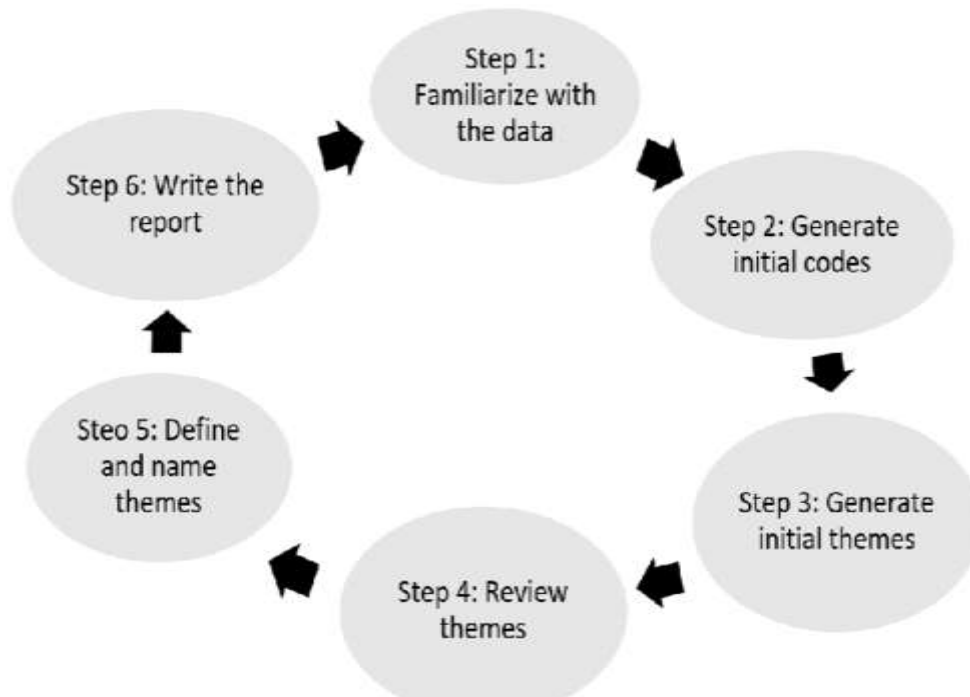 Step 1:
Familiarize with
the data
Step 2: Generate
initial codes
Step 3: Generate
initial themes
Step 4: Review
themes
Steo 5: Define
and name
themes
Step 6: Write the
report